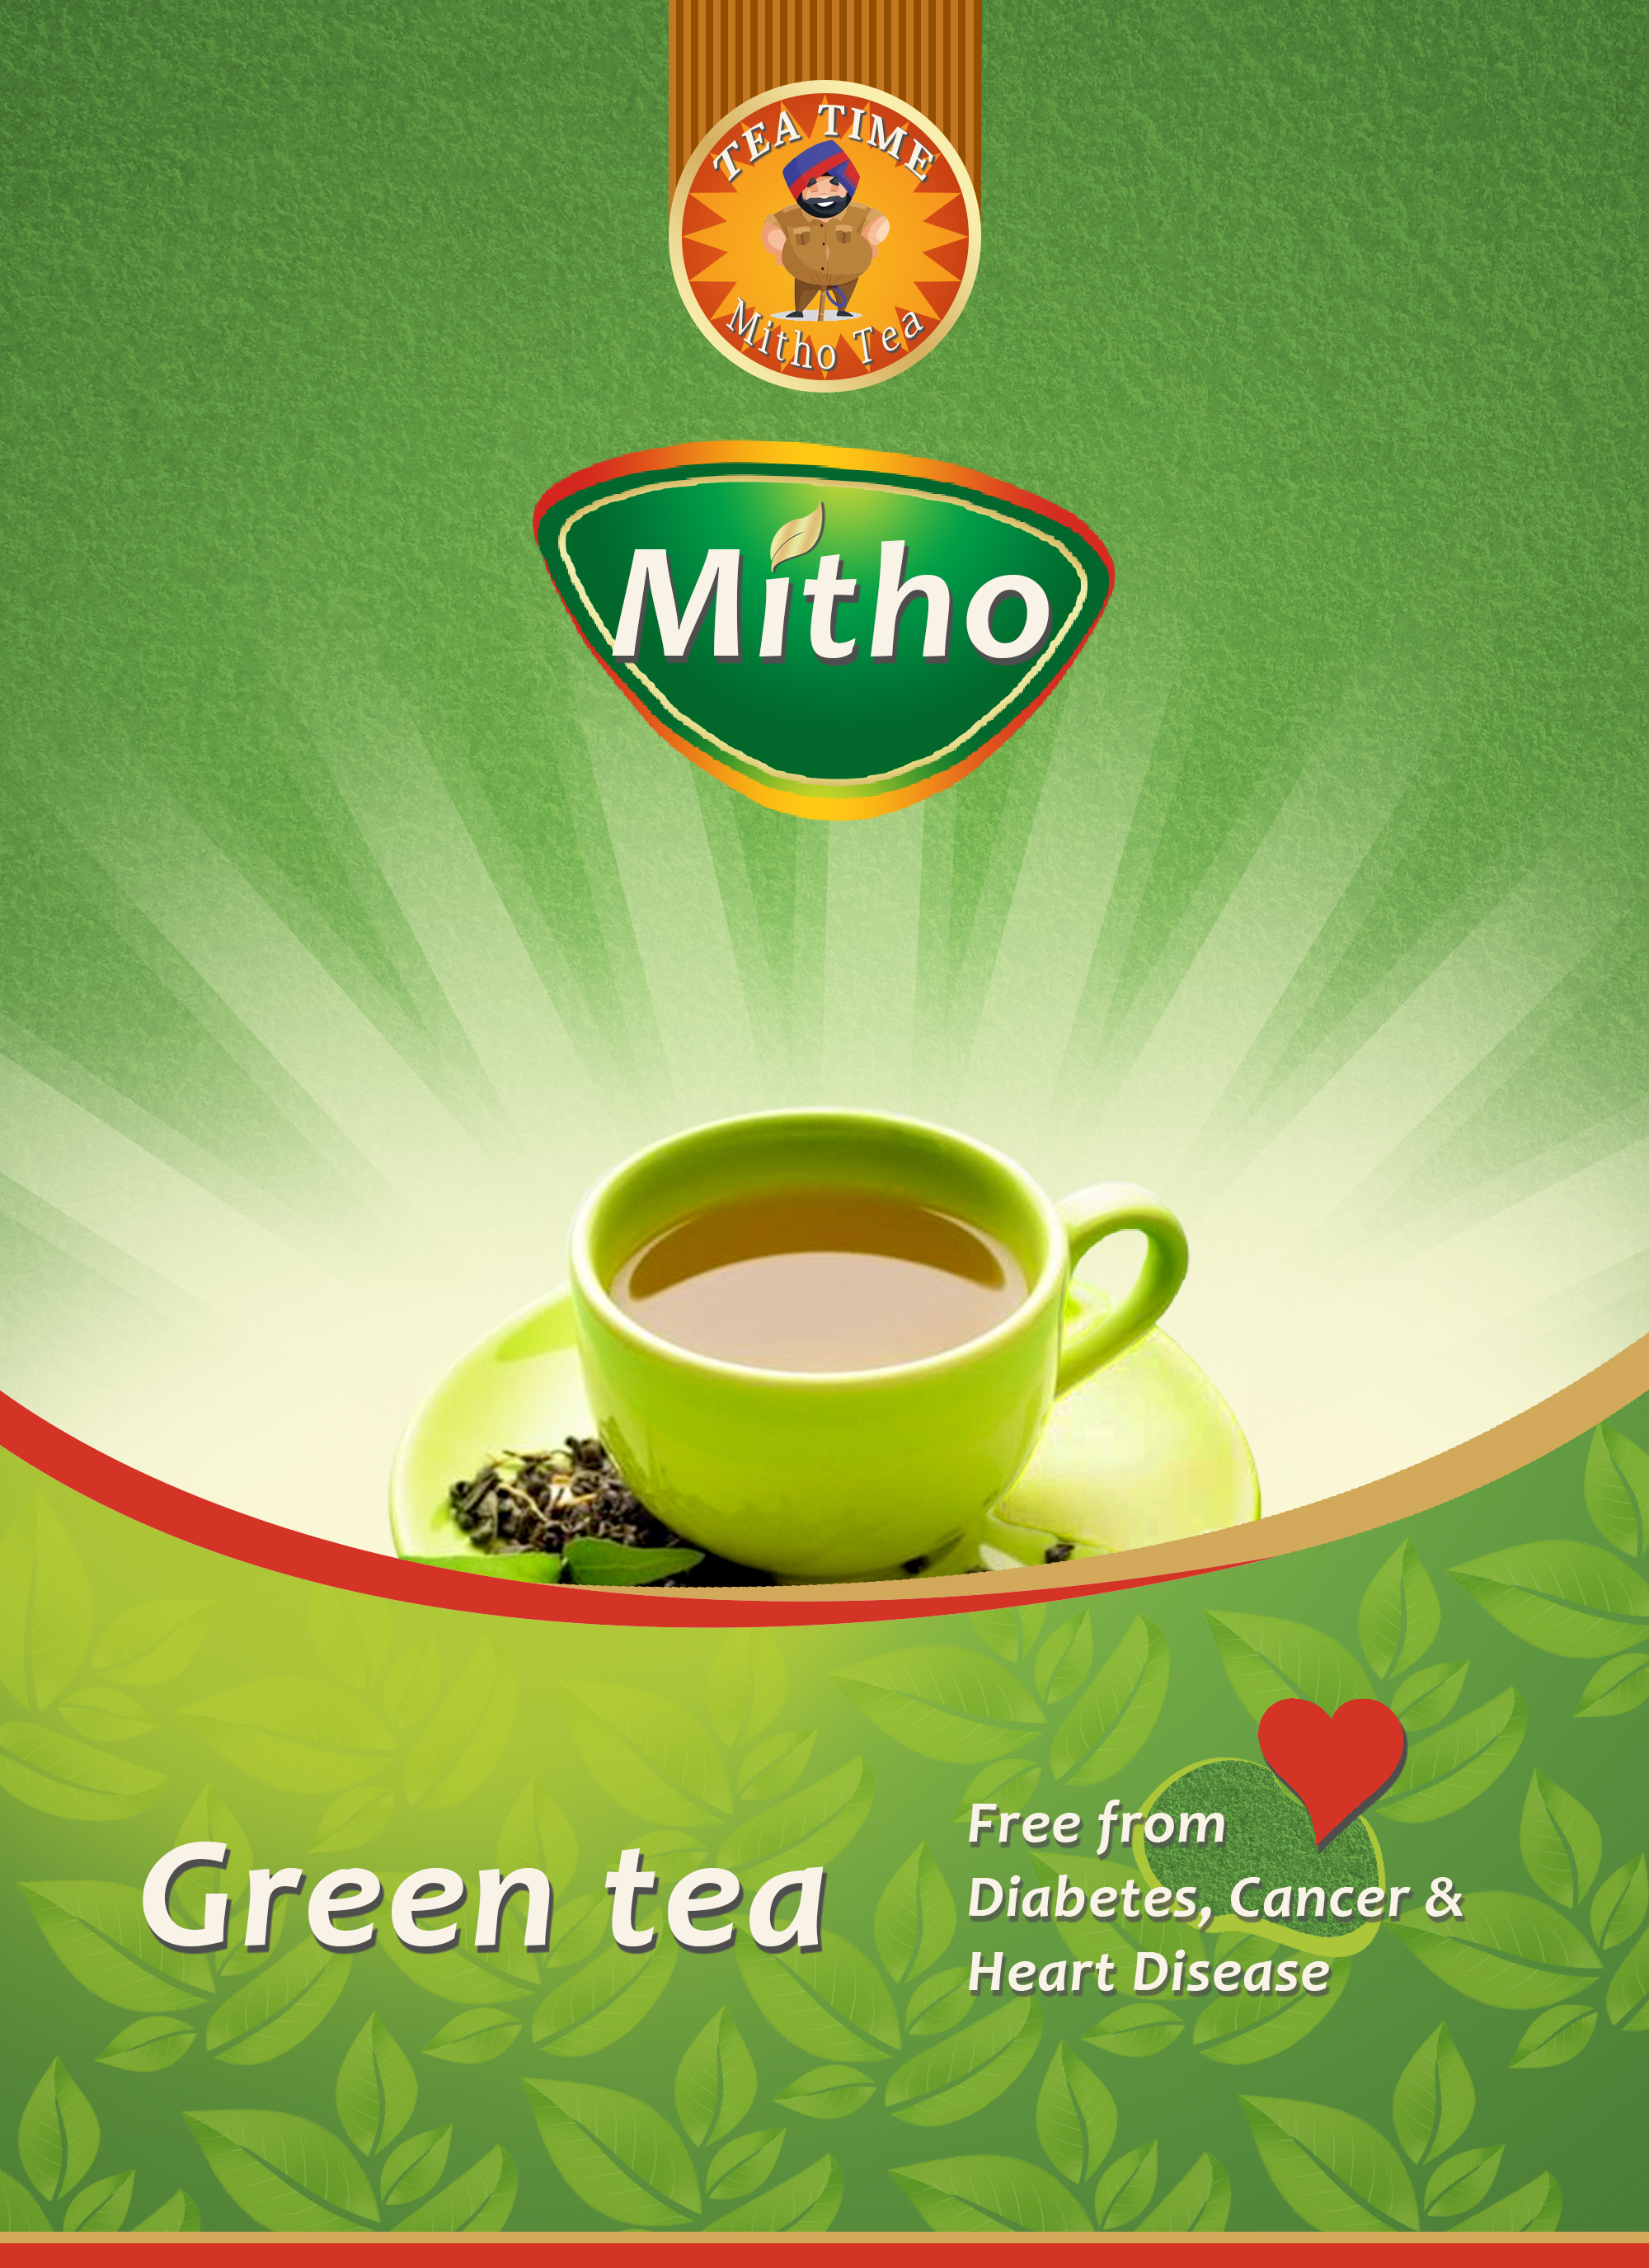 TEA TIME
Mitho Tea
Mitho
Green tea
Free from
Diabetes, Cancer &
Heart Disease